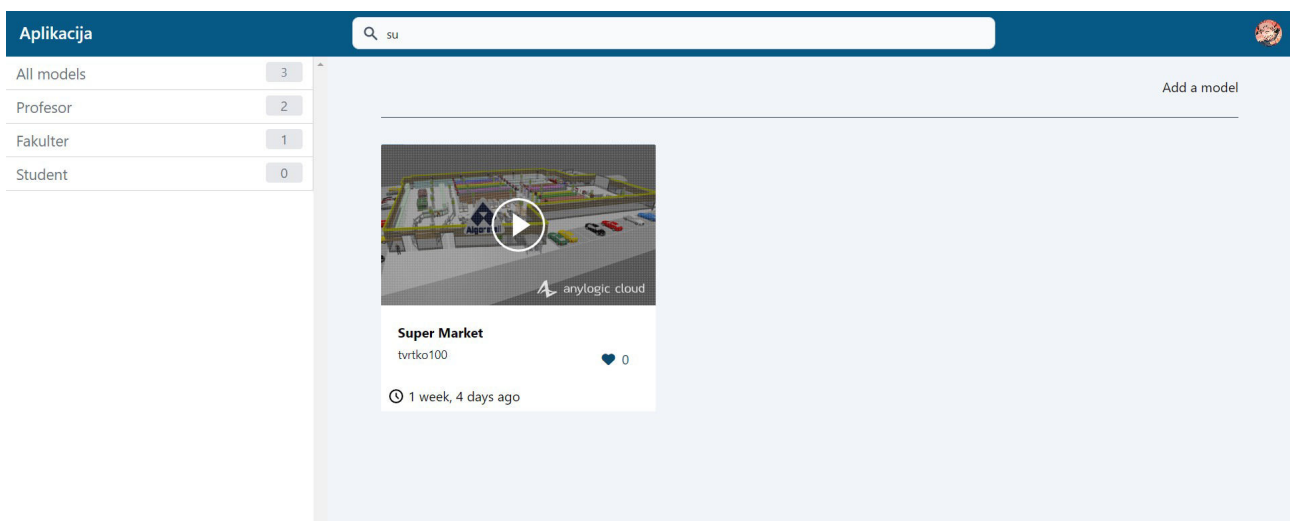 Aplikacija
su
All models 3
Profesor 2
Fakulter 1
Student 0
Add a model
anylogic cloud
Super Market
tvrtko100
0
1 week, 4 days ago